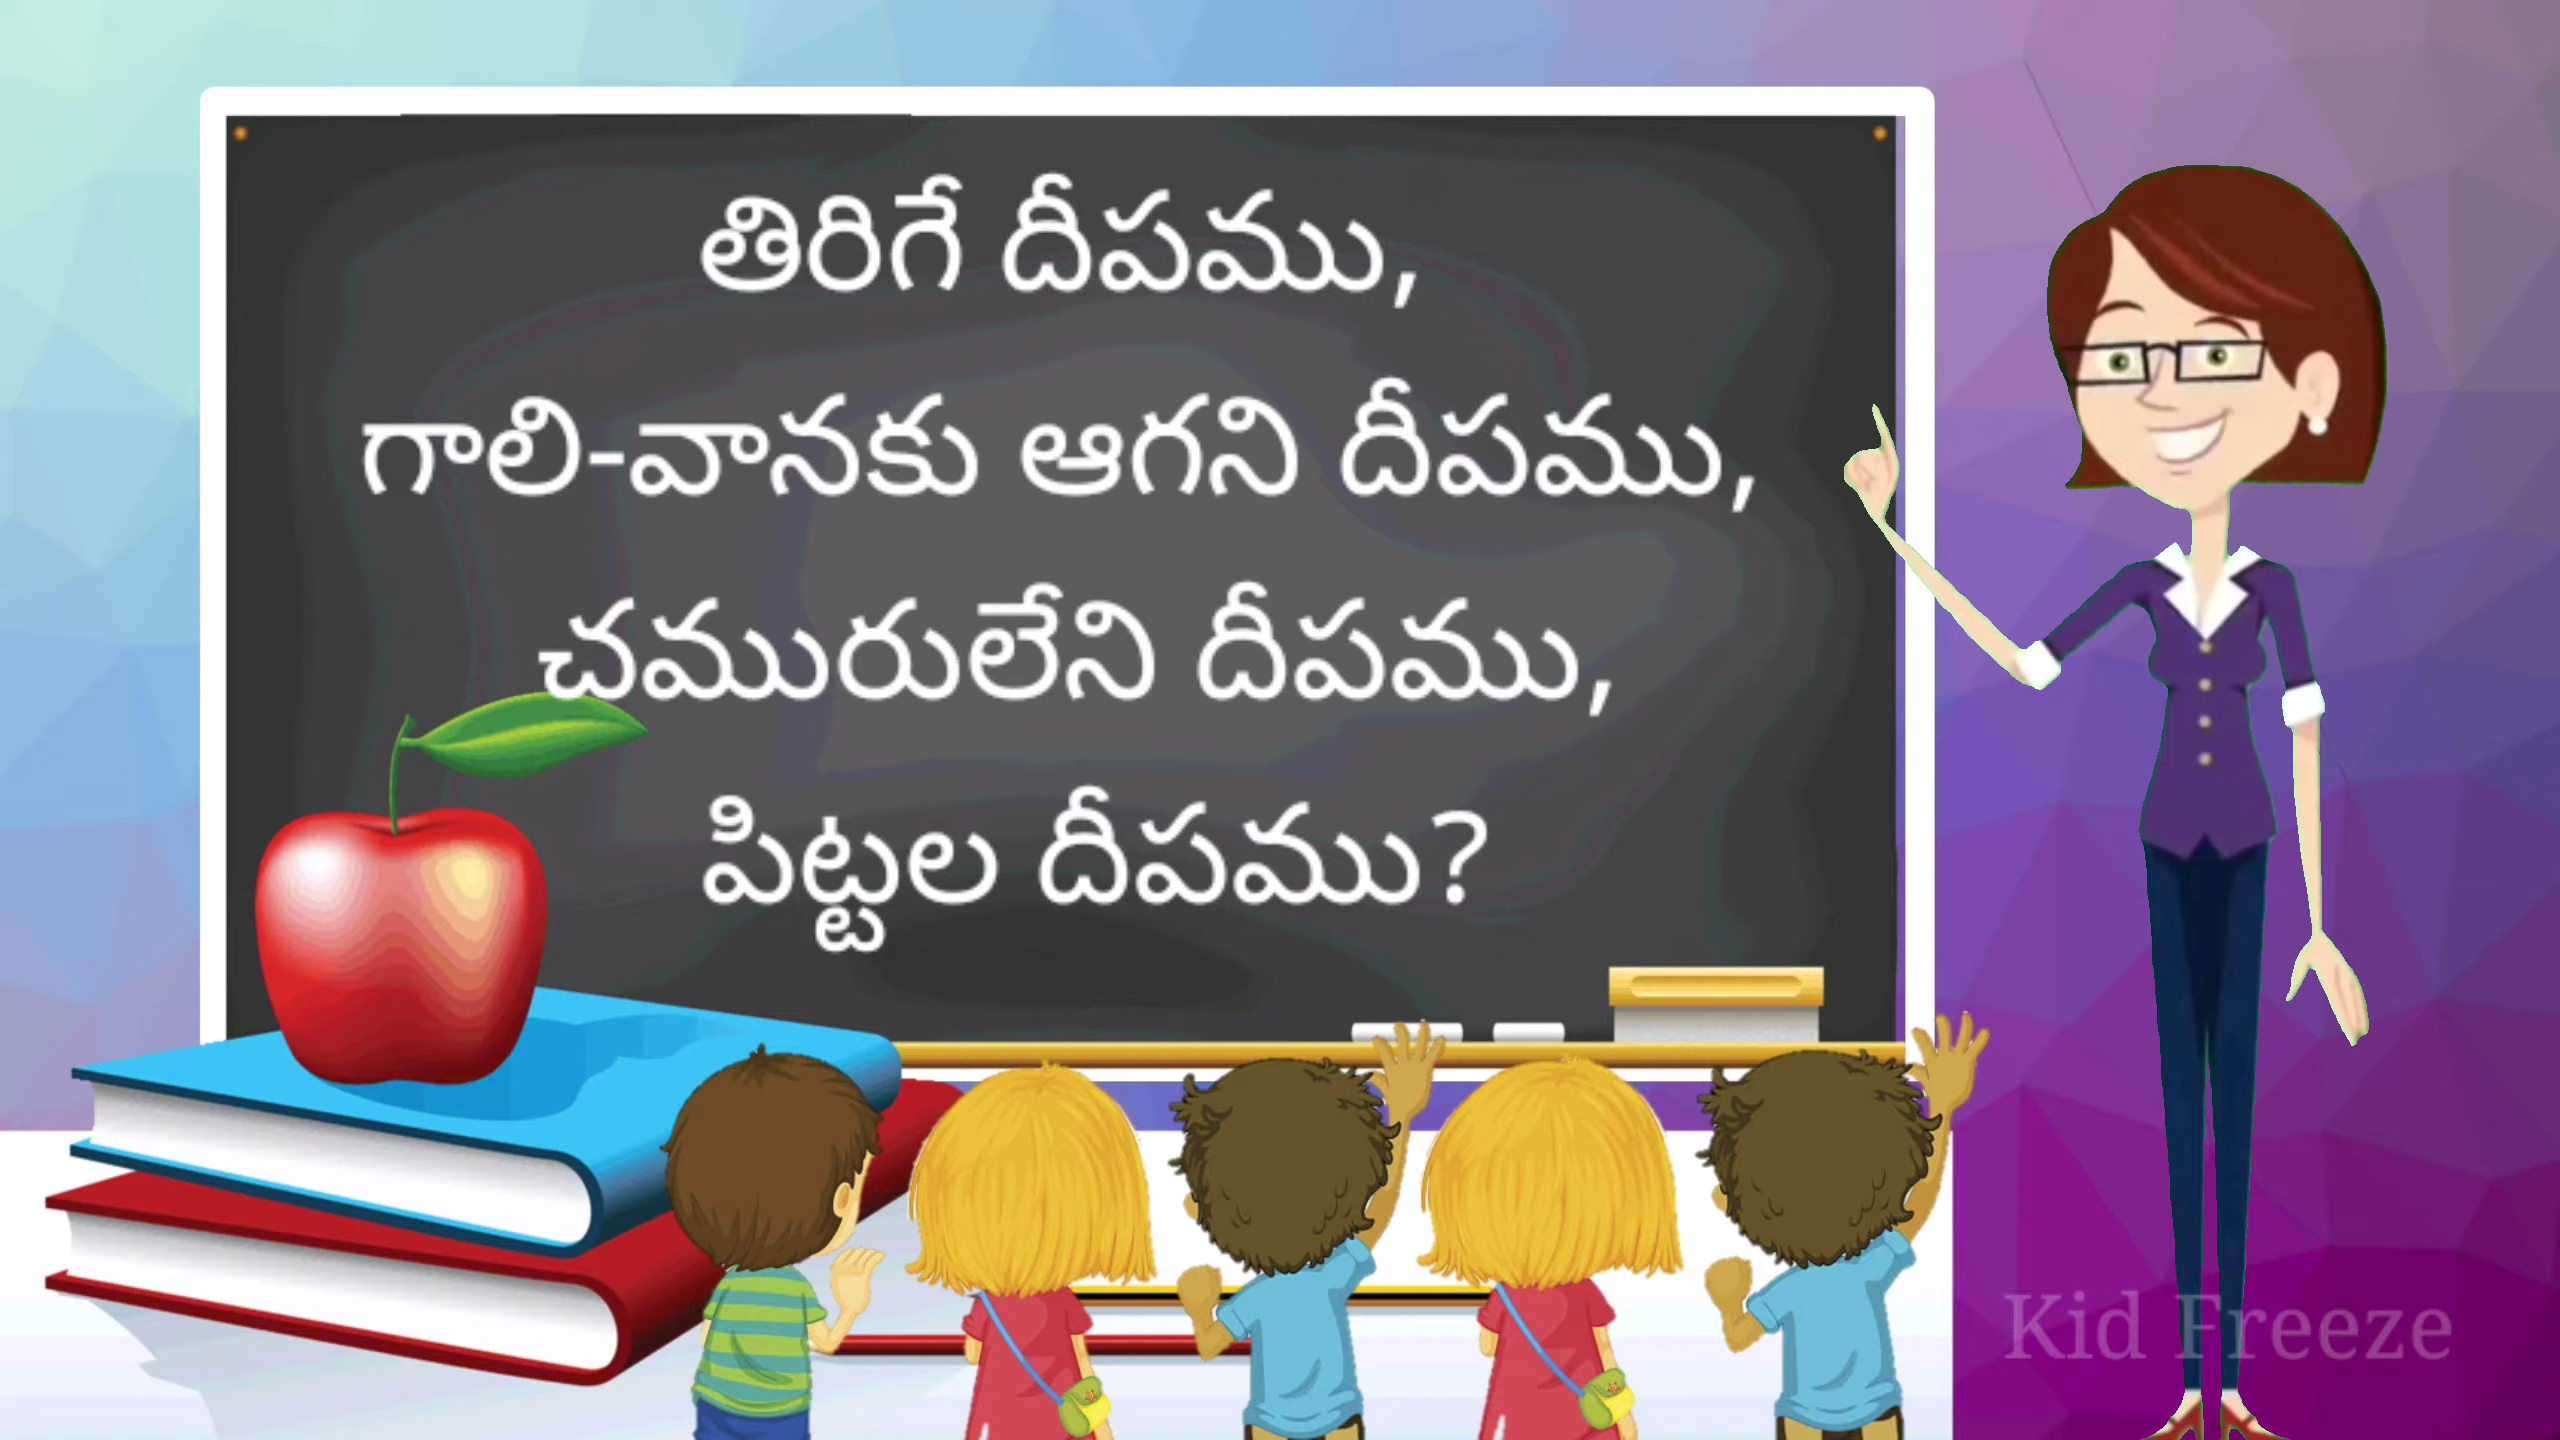 తిరిగే దీపము,
గాలి-వానకు ఆగని దీపము,
చమురులేని దీపము,
పిట్టల దీపము?
Kid Freeze